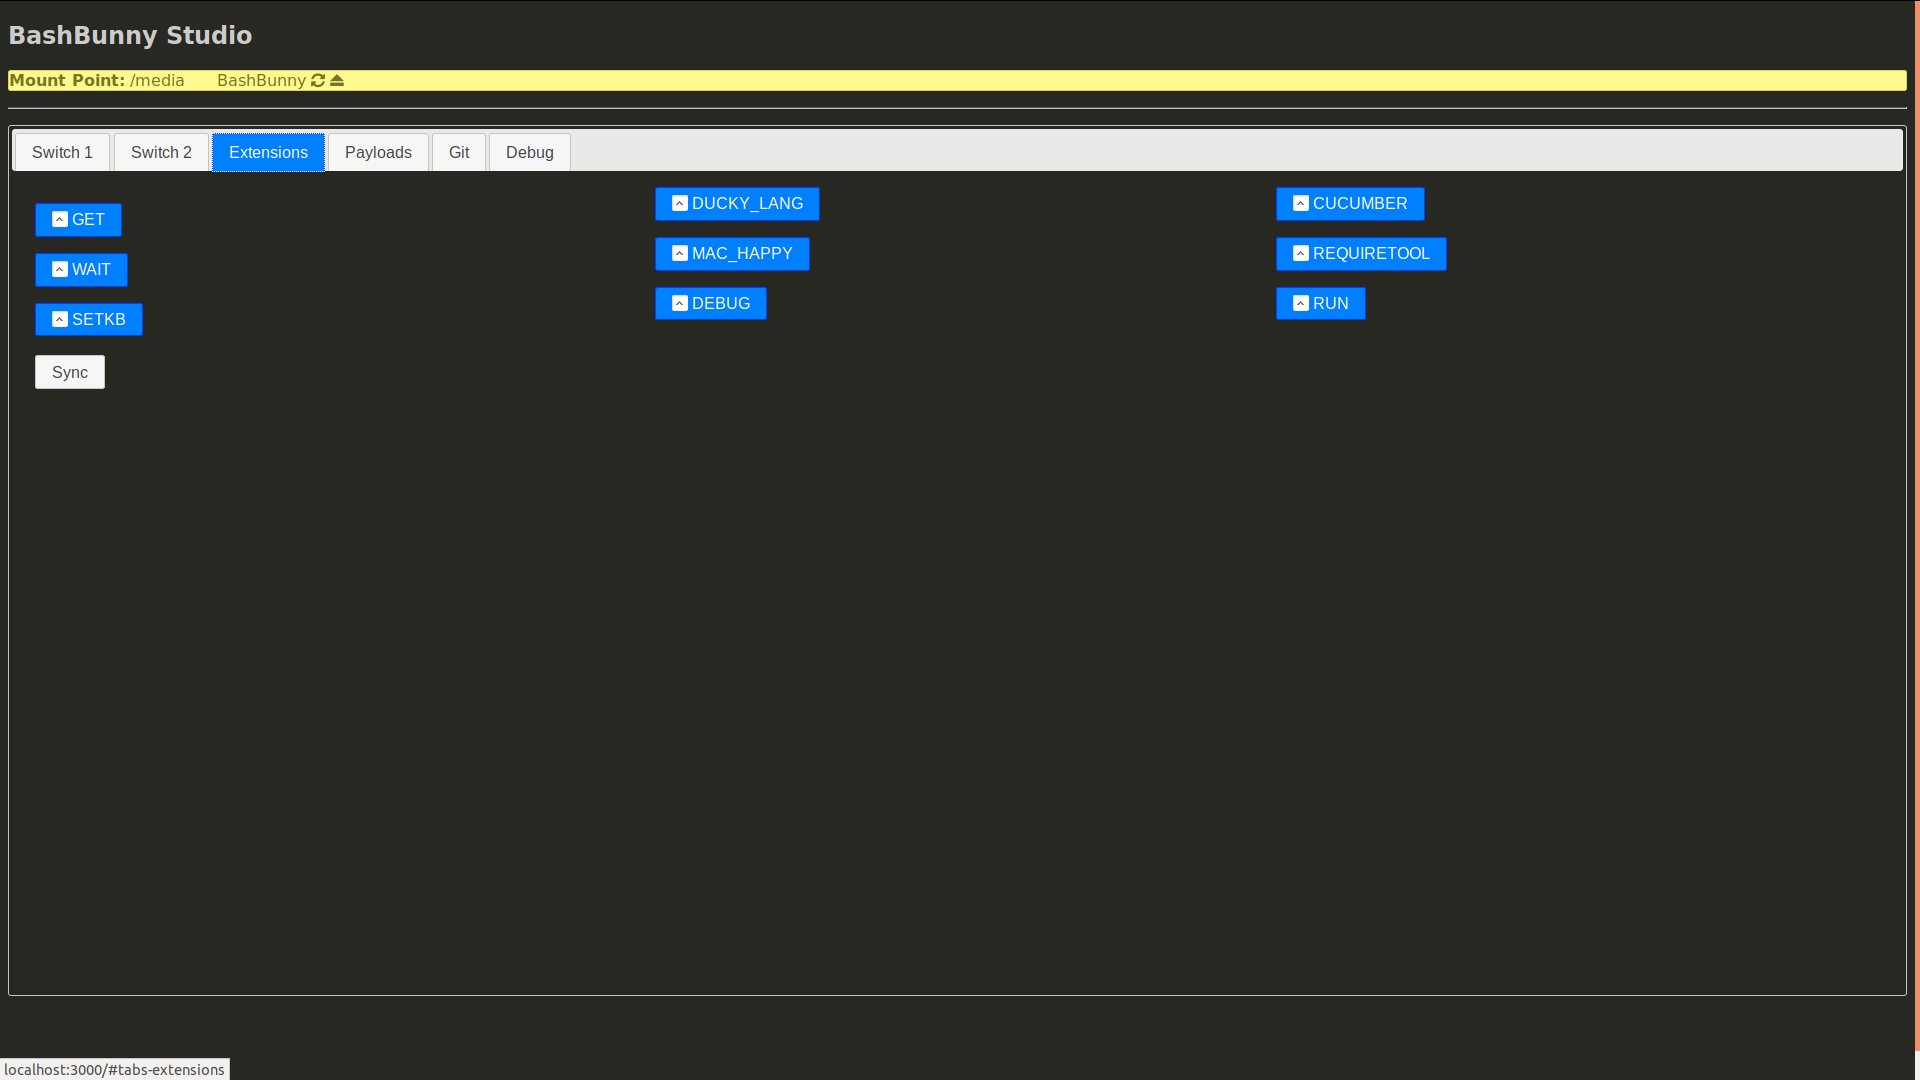 BashBunny Studio
Mount Point: /media BashBunny
Switch 1 Switch 2 Extensions Payloads Git Debug
GET
WAIT
SETKB
Sync
DUCKY_LANG
MAC_HAPPY
DEBUG
CUCUMBER
REQUIRETOOL
RUN
localhost:3000/#tabs-extensions